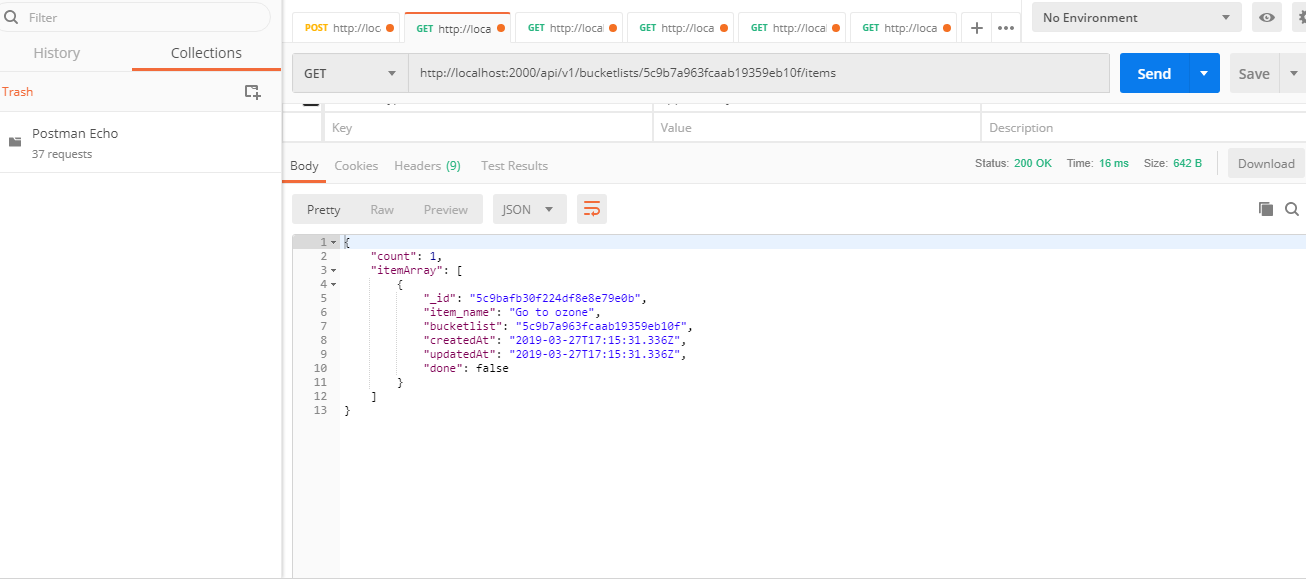 Filter
History Collections
Trash
Postman Echo
37 requests
POST http://loc GET http://loca GET http://local GET http://loca GET http://local GET http://loca + •••
No Environment
GET http://localhost:2000/api/v1/bucketlists/5c9b7a963fcaab19359eb10f/items Send Save
Key Value Description
Body Cookies Headers (9) Test Results Status: 200 OK Time: 16 ms Size: 642 B Download
Pretty Raw Preview JSON
1 {
2 "count": 1,
3 "itemArray": [
4 {
5 "_id": "5c9bafb30f224df8e8e79e0b",
6 "item_name": "Go to ozone",
7 "bucketlist": "5c9b7a963fcaab19359eb10f",
8 "createdAt": "2019-03-27T17:15:31.336Z",
9 "updatedAt": "2019-03-27T17:15:31.336Z",
10 "done": false
11 }
12 ]
13 }